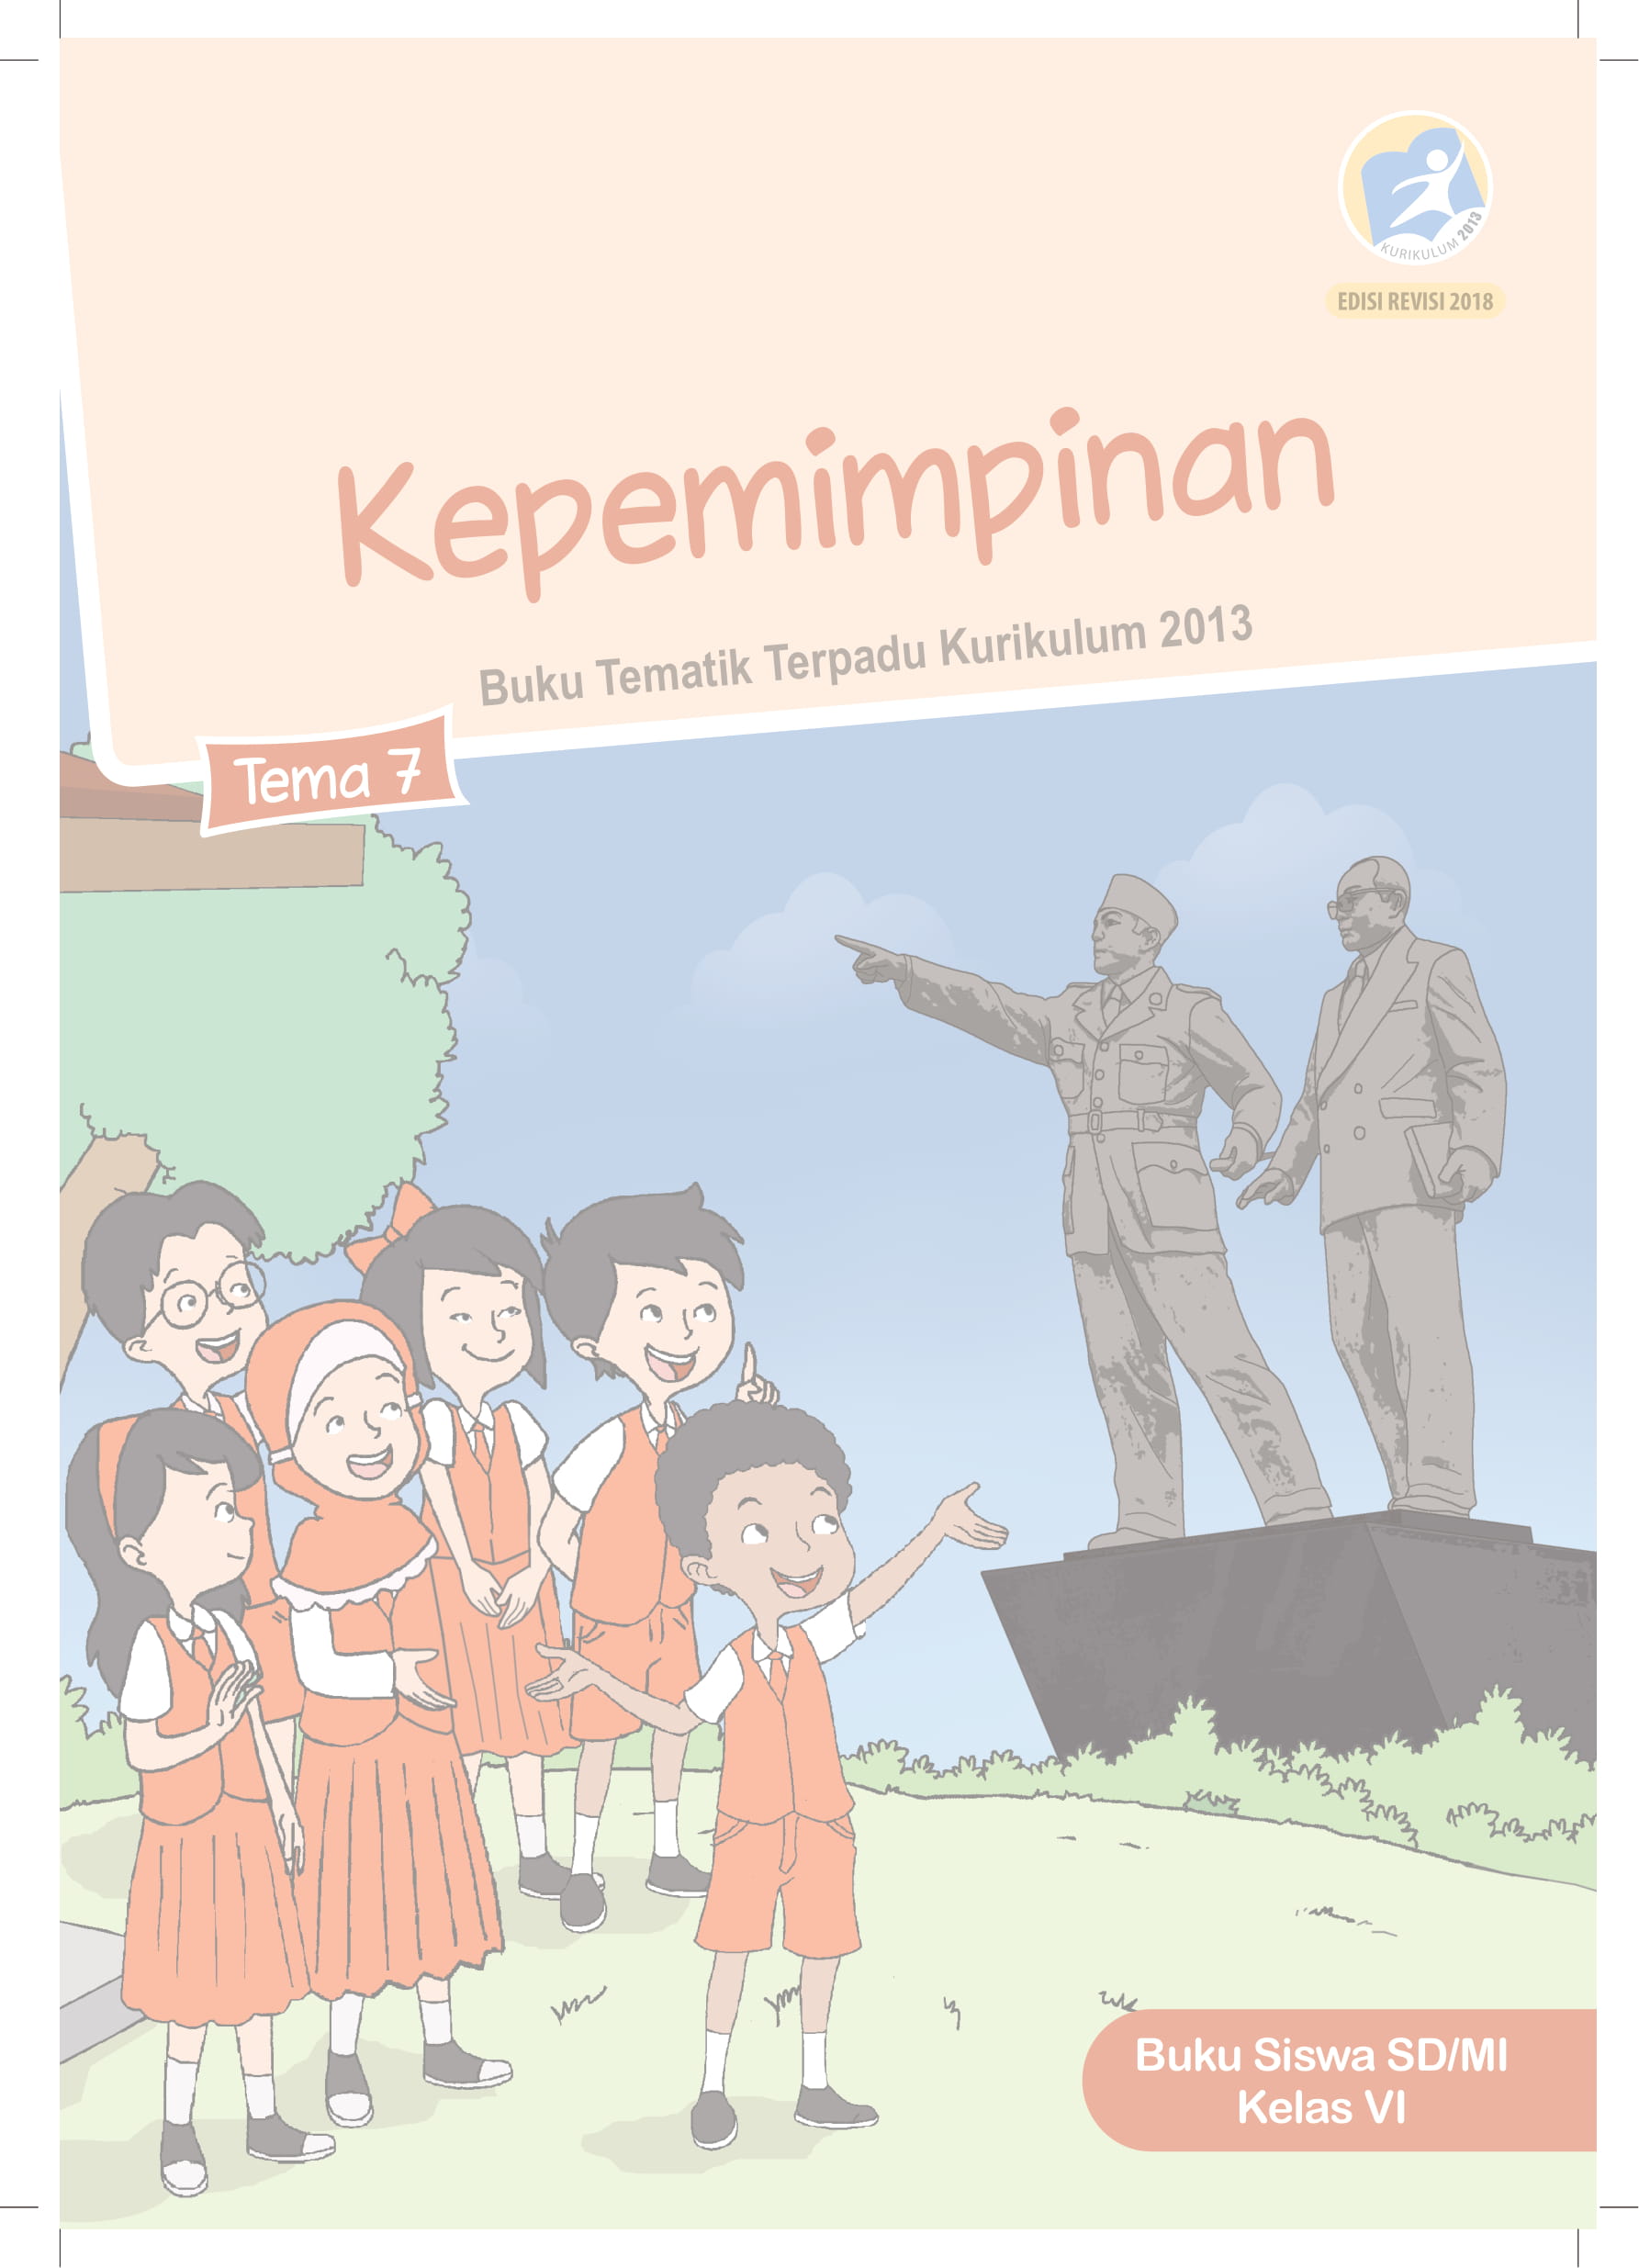 KURIKULUM 2013
EDISI REVISI 2018
Kepemimpinan
Buku Tematik Terpadu Kurikulum 2013
Tema 7
Buku Siswa SD/MI
Kelas VI